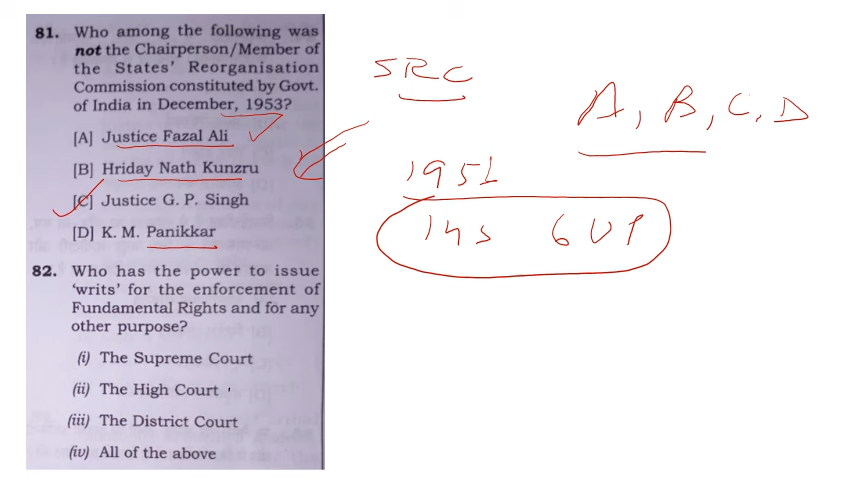 81. Who among the following was
not the Chairperson/Member of
the States' Reorganisation
Commission constituted by Govt.
of India in December, 1953?
[A] Justice Fazal Ali
[B] Hriday Nath Kunzru
[C] Justice G. P. Singh
[D] K. M. Panikkar
82. Who has the power to issue
'writs' for the enforcement of
Fundamental Rights and for any
other purpose?
(i) The Supreme Court
(ii) The High Court
(iii) The District Court
(iv) All of the above
SRC
A, B, C, D
1951
14s 6 UT